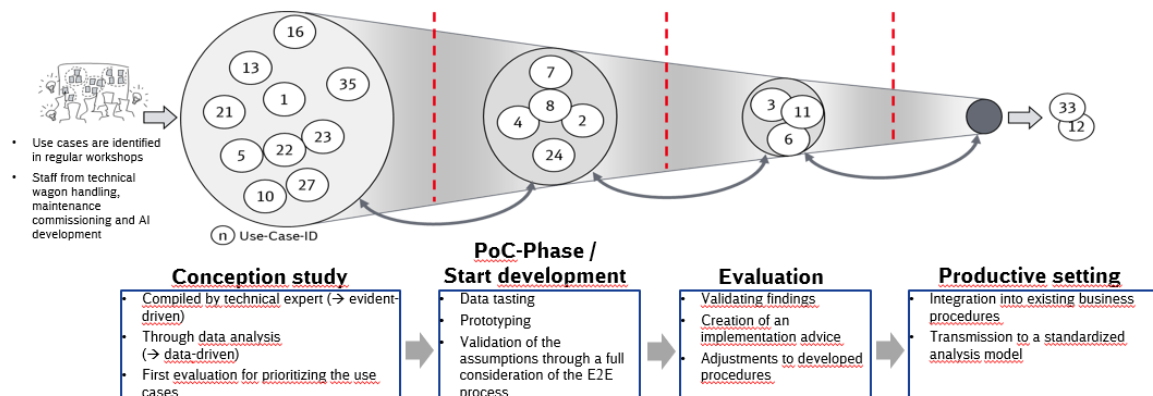 16
13
35
1
21
23
22
5
27
10
7
8
4
2
24
3
11
6
33
12
• Use cases are identified
in regular workshops
• Staff from technical
wagon handling,
maintenance
commissioning and AI
development
n Use-Case-ID
Conception study
• Compiled by technical expert (→ evident-
driven)
• Through data analysis
(→ data-driven)
• First evaluation for prioritizing the use
cases
PoC-Phase /
Start development
• Data tasting
• Prototyping
• Validation of the
assumptions through a full
consideration of the E2E
process
Evaluation
• Validating findings
• Creation of an
implementation advice
• Adjustments to developed
procedures
Productive setting
• Integration into existing business
procedures
• Transmission to a standardized
analysis model